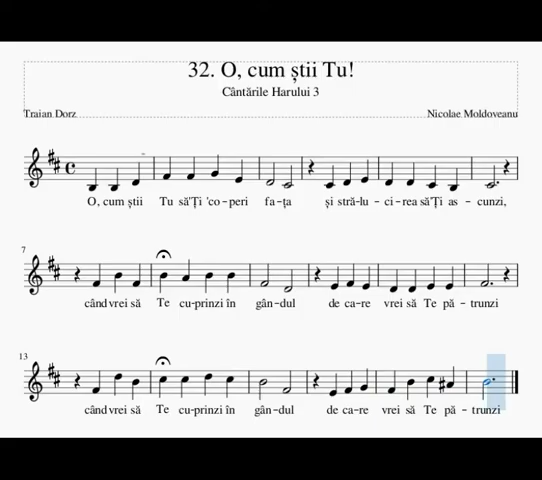 32. O, cum știi Tu!
Cântările Harului 3
Traian Dorz
Nicolae Moldoveanu
O, cum știi Tu să'Ți 'co-peri fa-ța și stră-lu-ci-rea să'Ți as-cunzi,
7
când vrei să Te cu-prinzi în gân-dul de ca-re vrei să Te pă-trunzi
13
când vrei să Te cu-prinzi în gân-dul de ca-re vrei să Te pă-trunzi